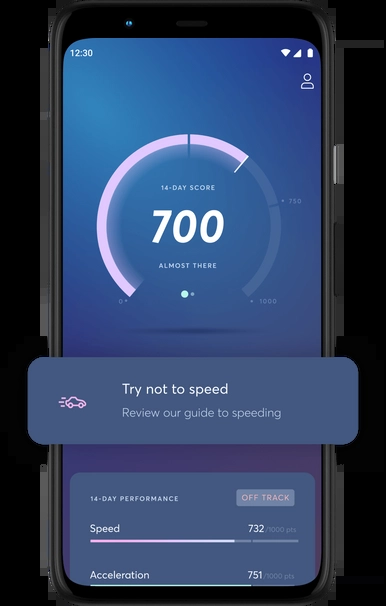 12:30
14-DAY SCORE
750
700
ALMOST THERE
0
1000
Try not to speed
Review our guide to speeding
14-DAY PERFORMANCE
OFF TRACK
Speed
732/1000 pts
Acceleration
751/1000 pts